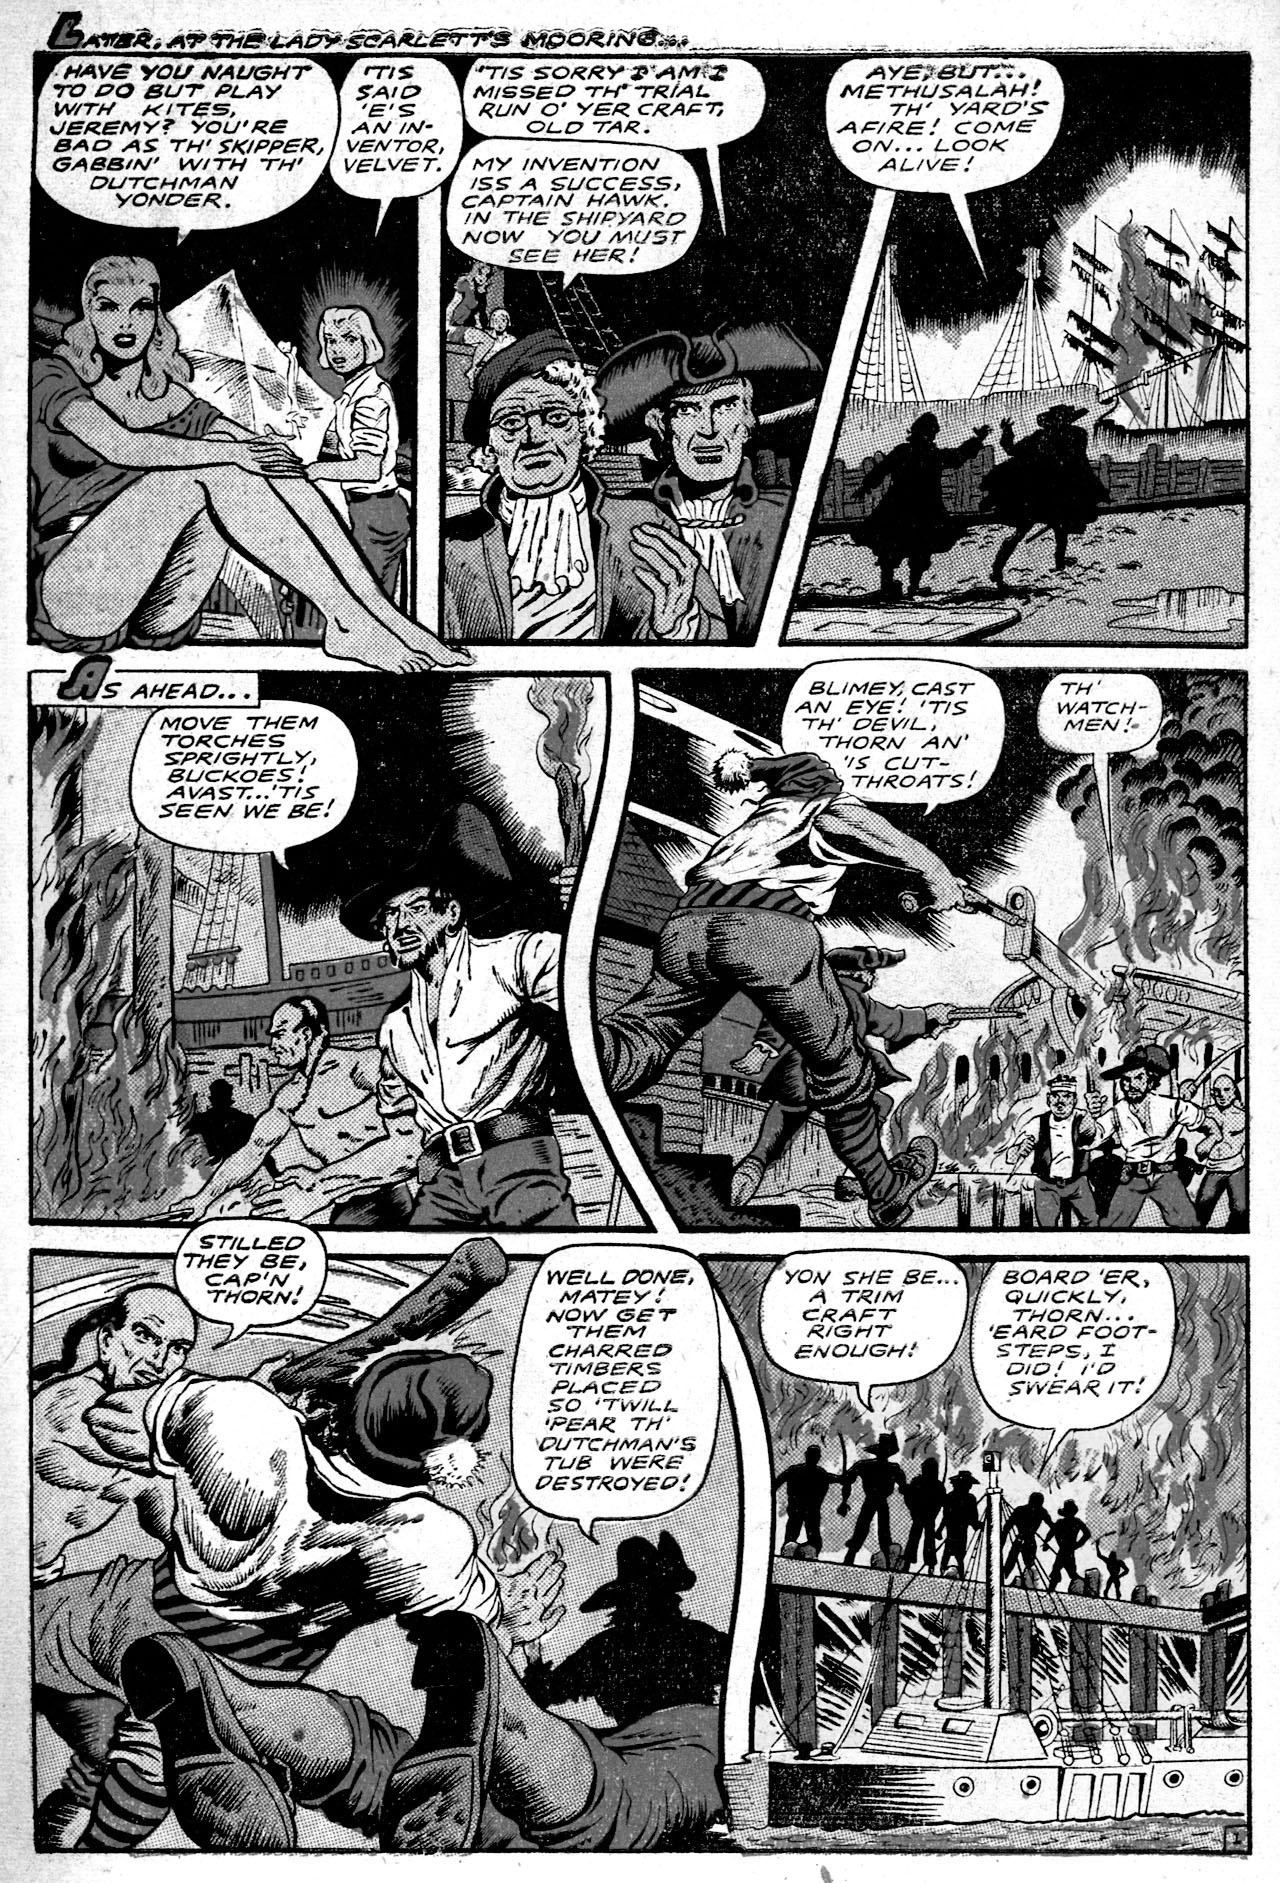 LATER, AT THE LADY SCARLETT'S MOORING...
HAVE YOU NAUGHT
TO DO BUT PLAY
WITH KITES,
JEREMY? YOU'RE
BAD AS TH' SKIPPER,
GABBIN' WITH TH'
DUTCHMAN
YONDER.
'TIS
SAID
'E'S
AN IN-
VENTOR,
VELVET.
'TIS SORRY I AM I
MISSED TH' TRIAL
RUN O' YER CRAFT,
OLD TAR.
MY INVENTION
ISS A SUCCESS,
CAPTAIN HAWK.
IN THE SHIPYARD
NOW YOU MUST
SEE HER!
AYE, BUT...
METHUSALAH!
TH' YARD'S
AFIRE! COME
ON... LOOK
ALIVE!
AS AHEAD...
MOVE THEM
TORCHES
SPRIGHTLY,
BUCKOES!
AVAST...'TIS
SEEN WE BE!
BLIMEY, CAST
AN EYE! 'TIS
TH' DEVIL,
THORN AN'
'IS CUT-
THROATS!
TH'
WATCH-
MEN!
STILLED
THEY BE,
CAP'N
THORN!
WELL DONE,
MATEY!
NOW GET
THEM
CHARRED
TIMBERS
PLACED
SO 'TWILL
'PEAR TH'
DUTCHMAN'S
TUB WERE
DESTROYED!
YON SHE BE...
A TRIM
CRAFT
RIGHT
ENOUGH!
BOARD 'ER,
QUICKLY,
THORN...
'EARD FOOT-
STEPS, I
DID! I'D
SWEAR IT!
1